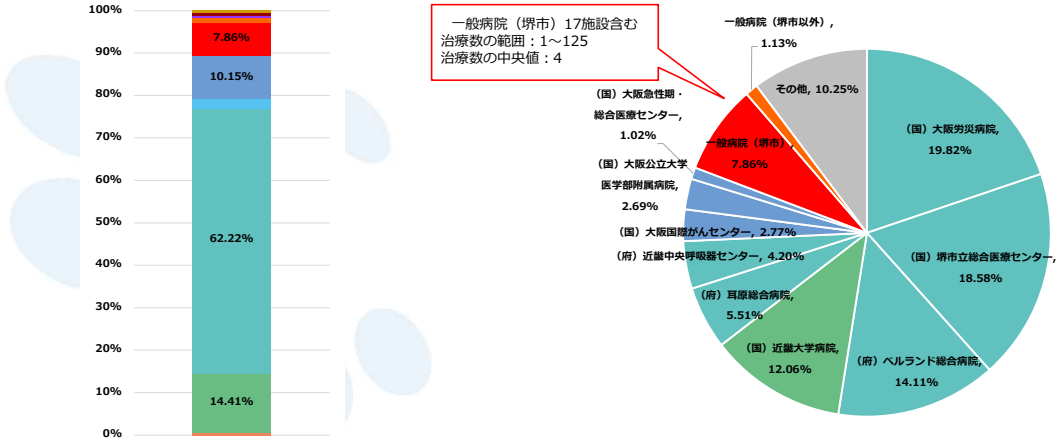 100%
90%
80%
70%
60%
50%
40%
30%
20%
10%
0%
7.86%
10.15%
62.22%
14.41%
一般病院（堺市）17施設含む
治療数の範囲：1～125
治療数の中央値：4
一般病院（堺市以外）,
1.13%
その他, 10.25%
（国）大阪労災病院,
19.82%
（国）堺市立総合医療センター,
18.58%
（府）ベルランド総合病院,
14.11%
（国）近畿大学病院,
12.06%
（府）耳原総合病院,
5.51%
（府）近畿中央呼吸器センター, 4.20%
（国）大阪国際がんセンター, 2.77%
（国）大阪公立大学
医学部附属病院,
2.69%
（国）大阪急性期・
総合医療センター,
1.02%
一般病院（堺市）,
7.86%